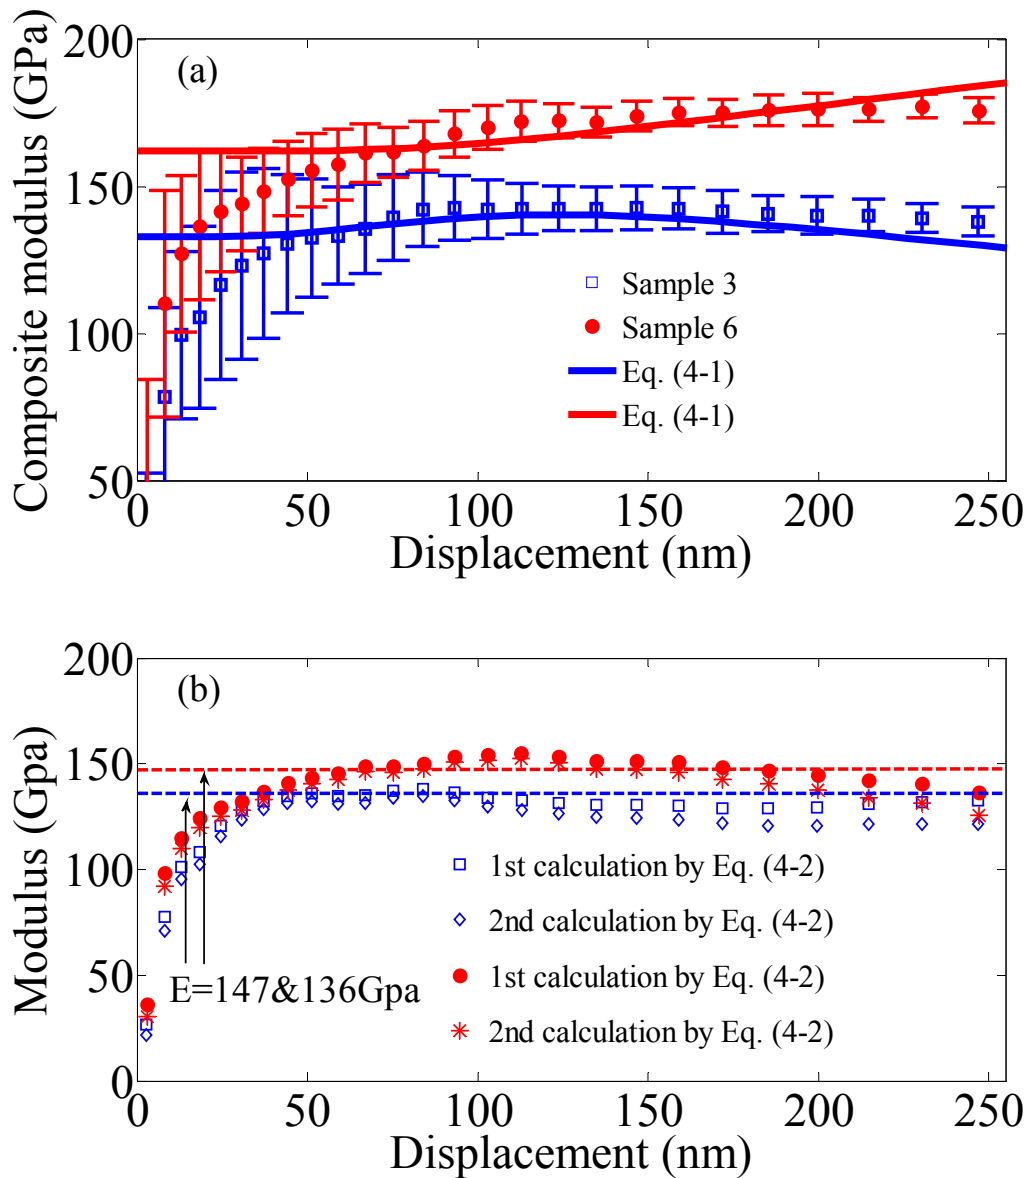 200
150
100
50
Composite modulus (GPa)
(a)
Sample 3
Sample 6
Eq. (4-1)
Eq. (4-1)
0 50 100 150 200 250
Displacement (nm)
200
150
100
50
0
Modulus (Gpa)
(b)
1st calculation by Eq. (4-2)
2nd calculation by Eq. (4-2)
E=147&136Gpa
1st calculation by Eq. (4-2)
2nd calculation by Eq. (4-2)
0 50 100 150 200 250
Displacement (nm)